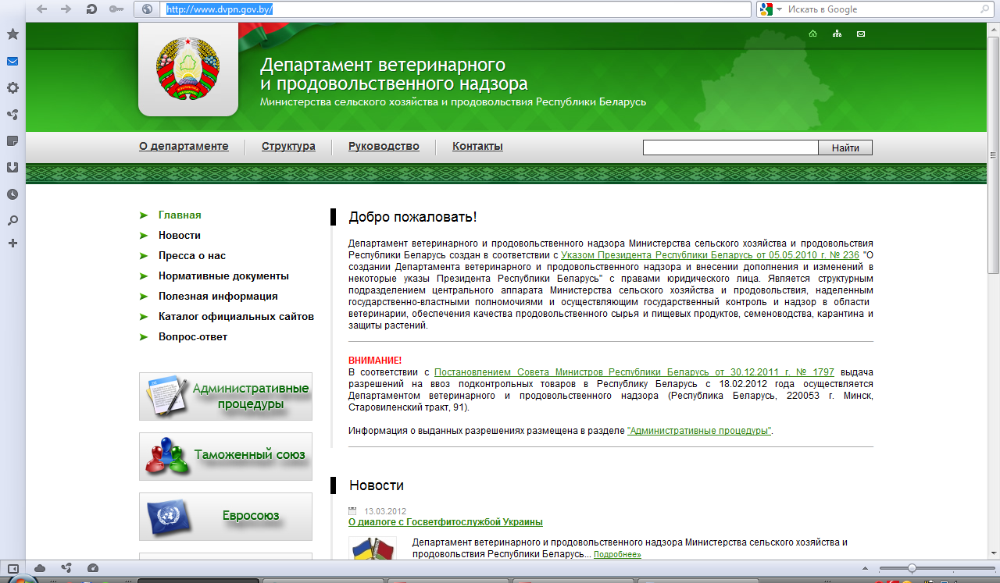 http://www.dvpn.gov.by/
Искать в Google
Департамент ветеринарного
и продовольственного надзора
Министерства сельского хозяйства и продовольствия Республики Беларусь
О департаменте
Структура
Руководство
Контакты
Найти
Главная
Новости
Пресса о нас
Нормативные документы
Полезная информация
Каталог официальных сайтов
Вопрос-ответ
Административные
процедуры
Таможенный союз
Евросоюз
Добро пожаловать!
Департамент ветеринарного и продовольственного надзора Министерства сельского хозяйства и продовольствия
Республики Беларусь создан в соответствии с Указом Президента Республики Беларусь от 05.05.2010 г. № 236 "О
создании Департамента ветеринарного и продовольственного надзора и внесении дополнения и изменений в
некоторые указы Президента Республики Беларусь" с правами юридического лица. Является структурным
подразделением центрального аппарата Министерства сельского хозяйства и продовольствия, наделенным
государственно-властными полномочиями и осуществляющим государственный контроль и надзор в области
ветеринарии, обеспечения качества продовольственного сырья и пищевых продуктов, семеноводства, карантина и
защиты растений.
ВНИМАНИЕ!
В соответствии с Постановлением Совета Министров Республики Беларусь от 30.12.2011 г. № 1797 выдача
разрешений на ввоз подконтрольных товаров в Республику Беларусь с 18.02.2012 года осуществляется
Департаментом ветеринарного и продовольственного надзора (Республика Беларусь, 220053 г. Минск,
Старовиленский тракт, 91).
Информация о выданных разрешениях размещена в разделе "Административные процедуры".
Новости
13.03.2012
О диалоге с Госветфитослужбой Украины
Департамент ветеринарного и продовольственного надзора Министерства сельского хозяйства и
продовольствия Республики Беларусь... Подробнее»